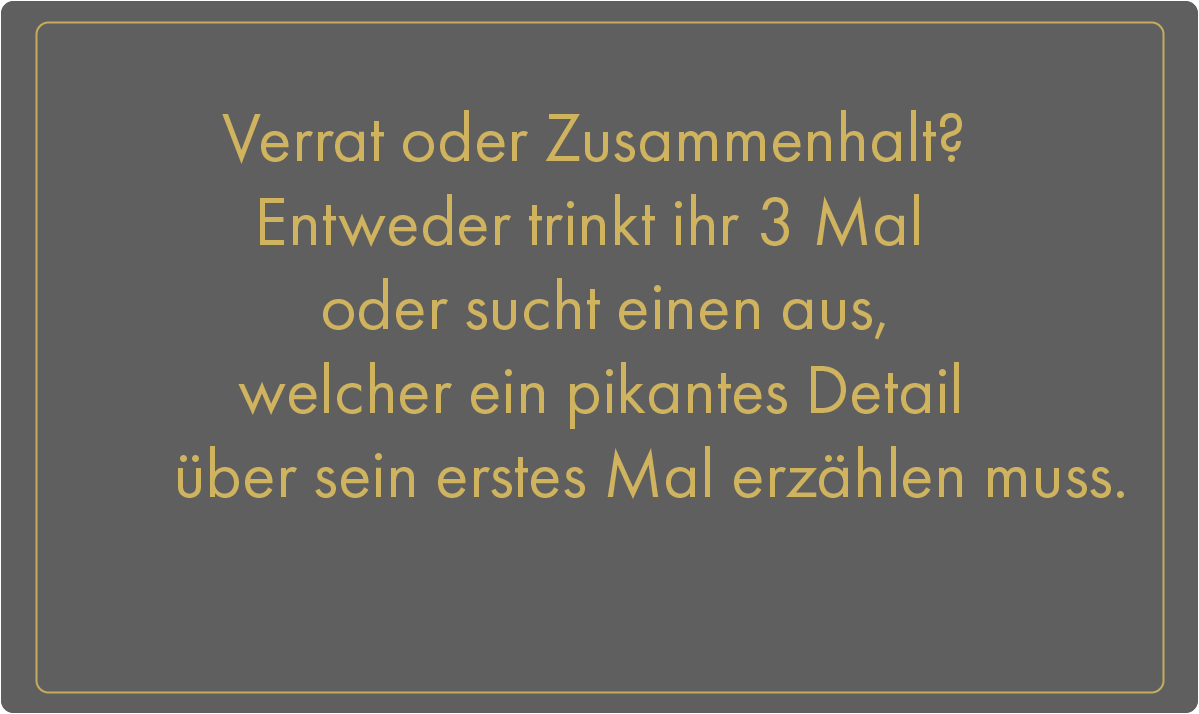 Verrat oder Zusammenhalt?
Entweder trinkt ihr 3 Mal
oder sucht einen aus,
welcher ein pikantes Detail
über sein erstes Mal erzählen muss.